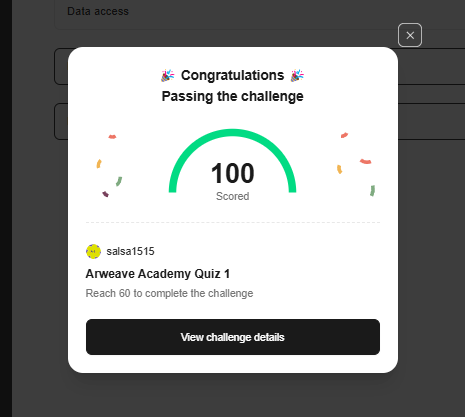 Data access
🎉 Congratulations 🎉
Passing the challenge
100
Scored
salsa1515
Arweave Academy Quiz 1
Reach 60 to complete the challenge
View challenge details